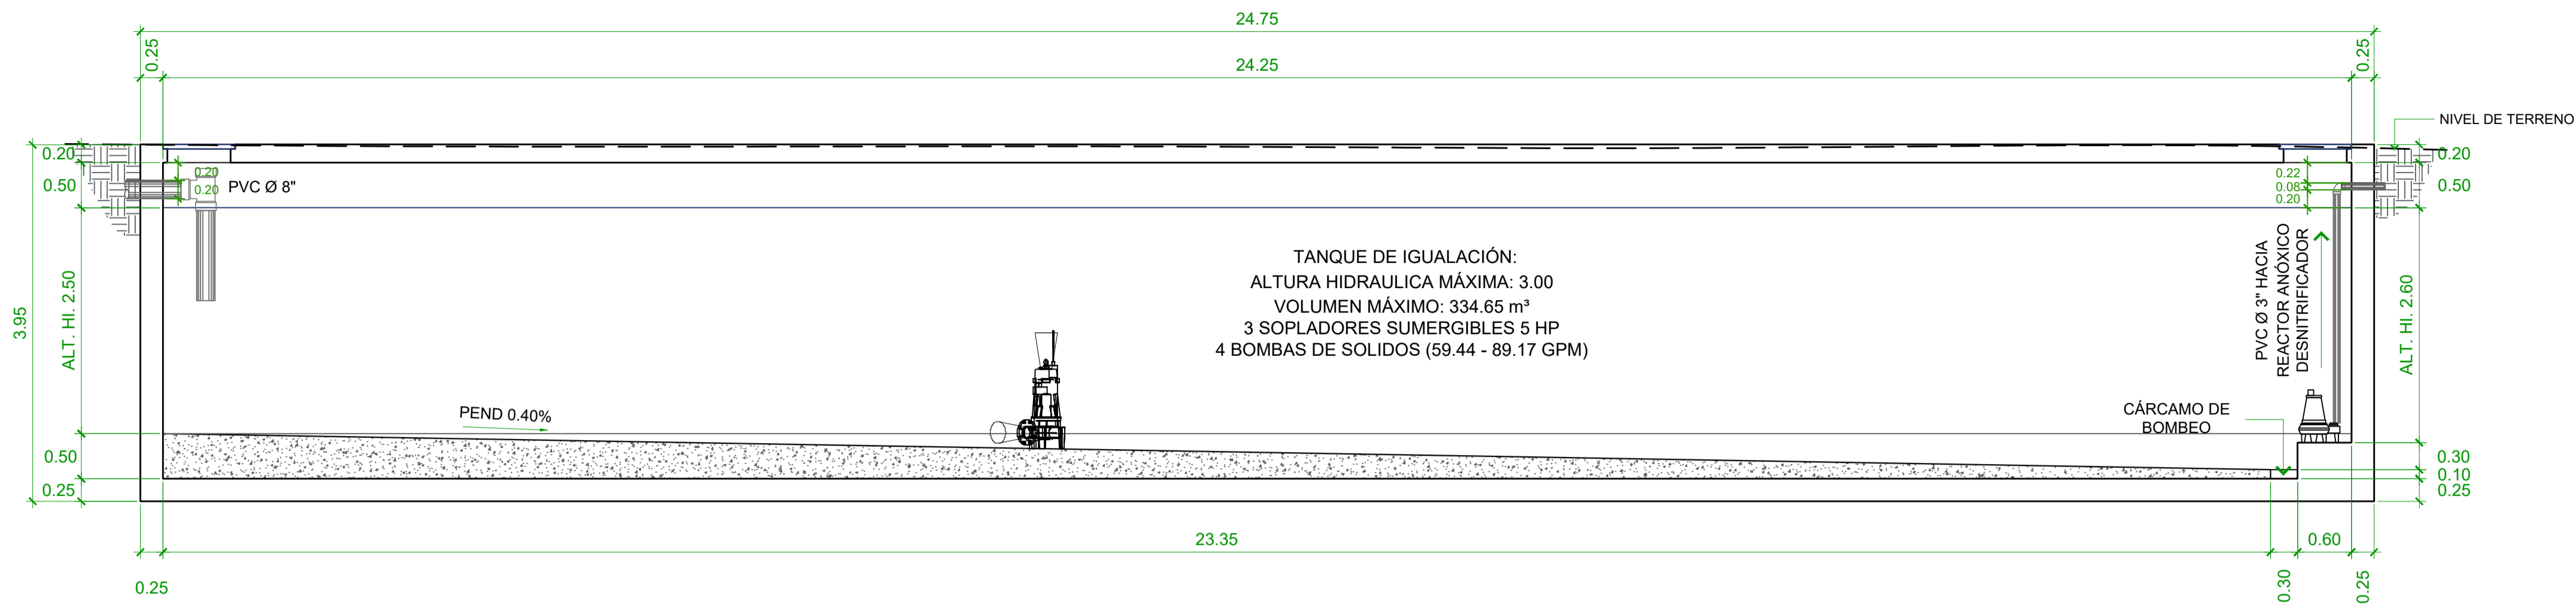 24.75
0.25
0.25
24.25
NIVEL DE TERRENO
0.20
0.50
0.20
0.20
PVC Ø 8"
0.22
0.08
0.20
0.20
0.50
3.95
ALT. HI. 2.50
TANQUE DE IGUALACIÓN:
ALTURA HIDRAULICA MÁXIMA: 3.00
VOLUMEN MÁXIMO: 334.65 m³
3 SOPLADORES SUMERGIBLES 5 HP
4 BOMBAS DE SOLIDOS (59.44 - 89.17 GPM)
PVC Ø 3" HACIA
REACTOR ANÓXICO
DESNITRIFICADOR
ALT. HI. 2.60
PEND 0.40%
CÁRCAMO DE
BOMBEO
0.50
0.25
0.30
0.10
0.25
23.35
0.60
0.25
0.30
0.25